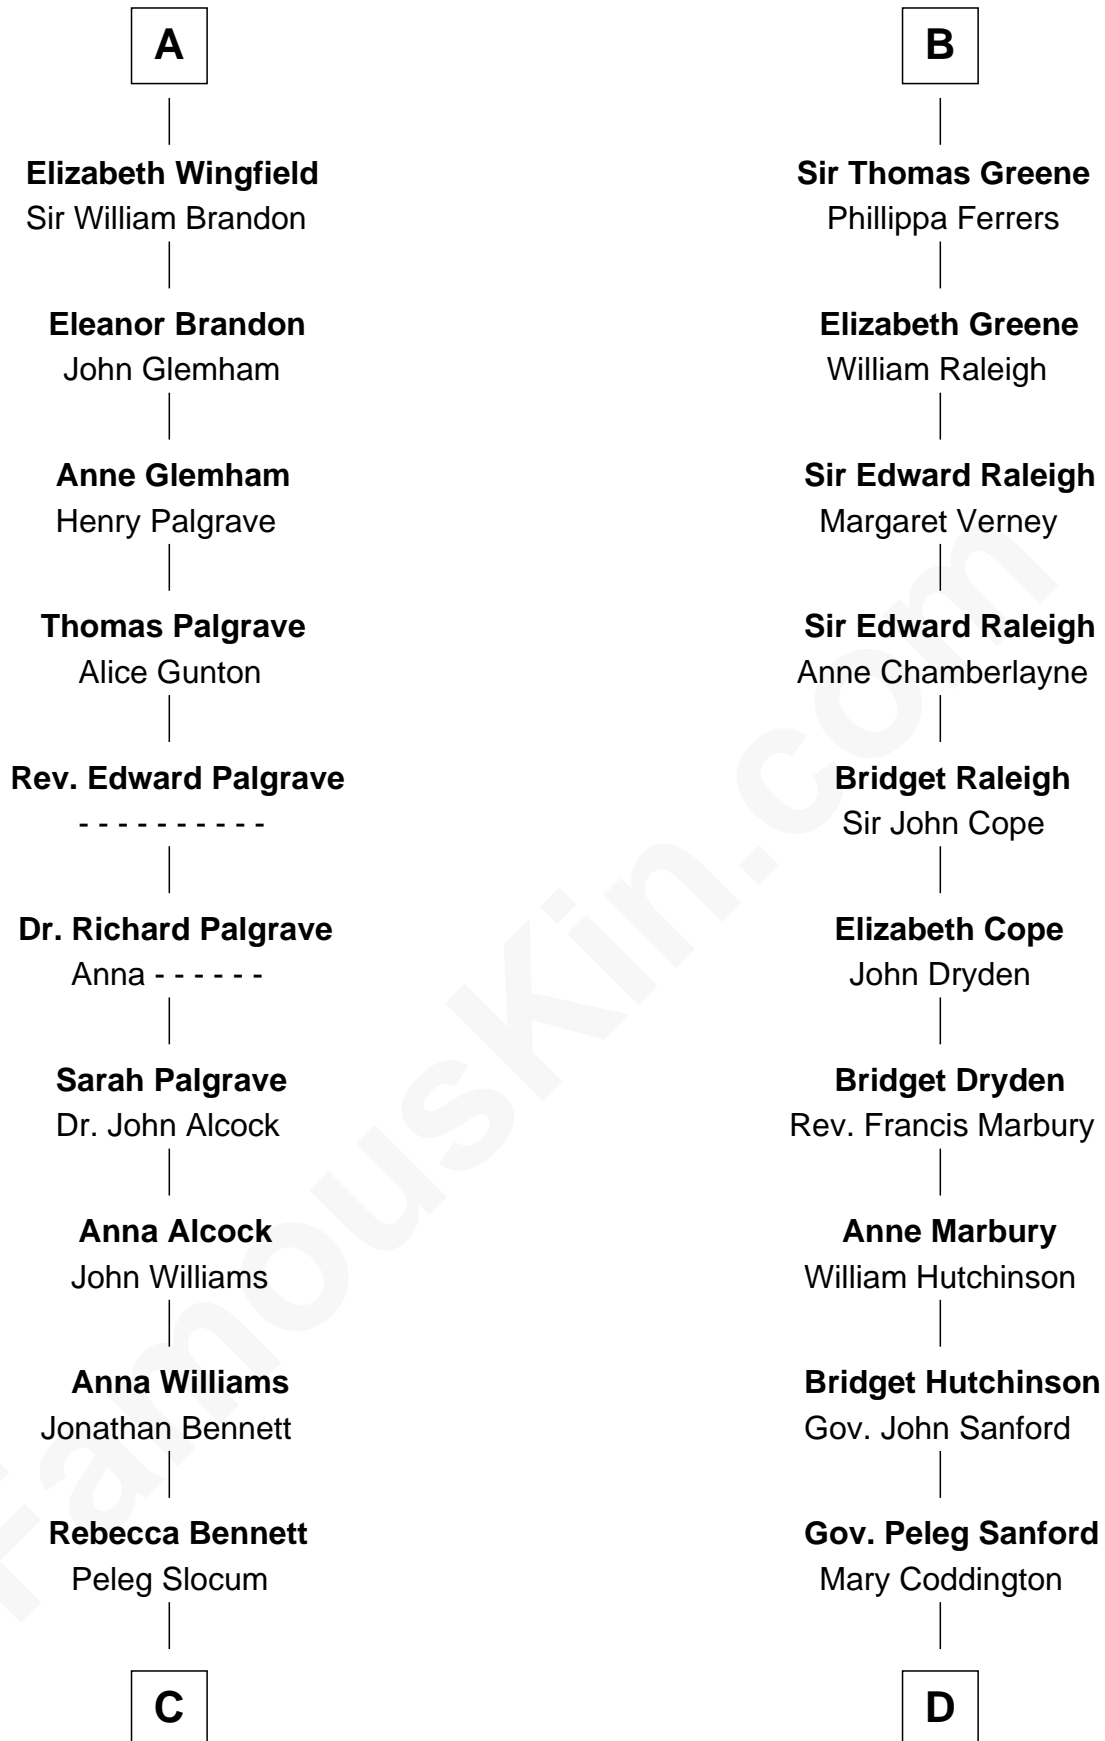 A
Elizabeth Wingfield
Sir William Brandon
Eleanor Brandon
John Glemham
Anne Glemham
Henry Palgrave
Thomas Palgrave
Alice Gunton
Rev. Edward Palgrave
- - - - - - - - - -
Dr. Richard Palgrave
Anna - - - - - -
Sarah Palgrave
Dr. John Alcock
Anna Alcock
John Williams
Anna Williams
Jonathan Bennett
Rebecca Bennett
Peleg Slocum
C
B
Sir Thomas Greene
Phillippa Ferrers
Elizabeth Greene
William Raleigh
Sir Edward Raleigh
Margaret Verney
Sir Edward Raleigh
Anne Chamberlayne
Bridget Raleigh
Sir John Cope
Elizabeth Cope
John Dryden
Bridget Dryden
Rev. Francis Marbury
Anne Marbury
William Hutchinson
Bridget Hutchinson
Gov. John Sanford
Gov. Peleg Sanford
Mary Coddington
D
FamousKin.com